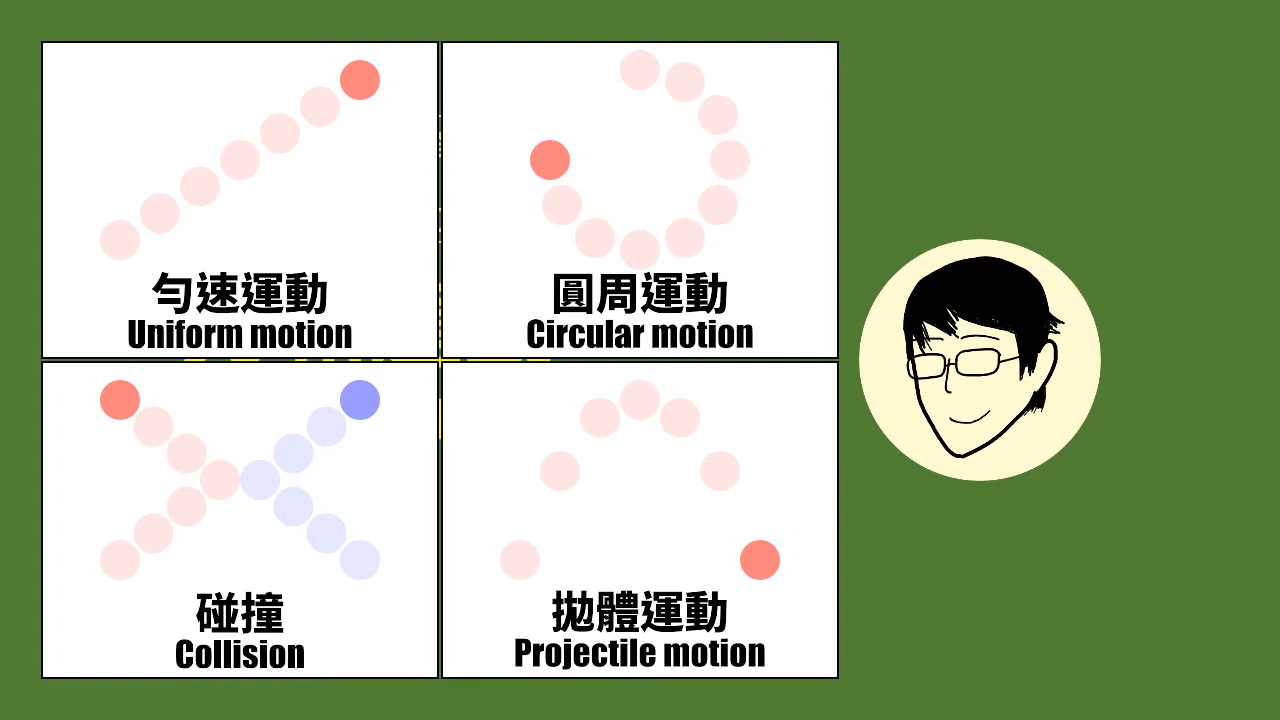 勻速運動
Uniform motion
圓周運動
Circular motion
碰撞
Collision
拋體運動
Projectile motion